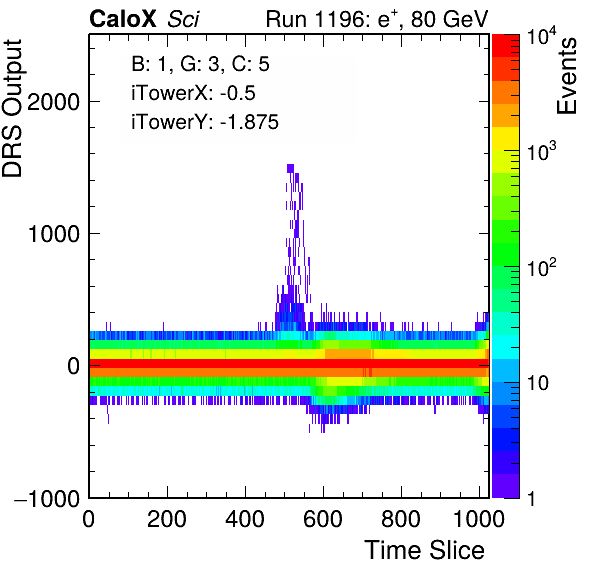 CaloX Sci
Run 1196: e+, 80 GeV
B: 1, G: 3, C: 5
iTowerX: -0.5
iTowerY: -1.875
DRS Output
2000
1000
0
−1000
0 200 400 600 800 1000
Time Slice
Events
10^4
10^3
10^2
10
1